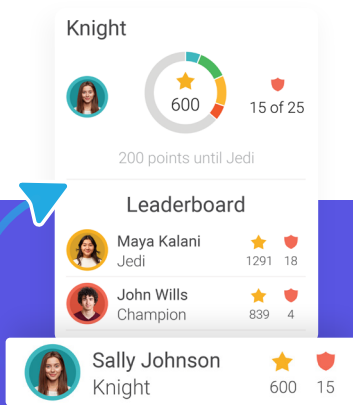 Knight
600
15 of 25
200 points until Jedi
Leaderboard
Maya Kalani
Jedi
1291 18
John Wills
Champion
839 4
Sally Johnson
Knight
600 15